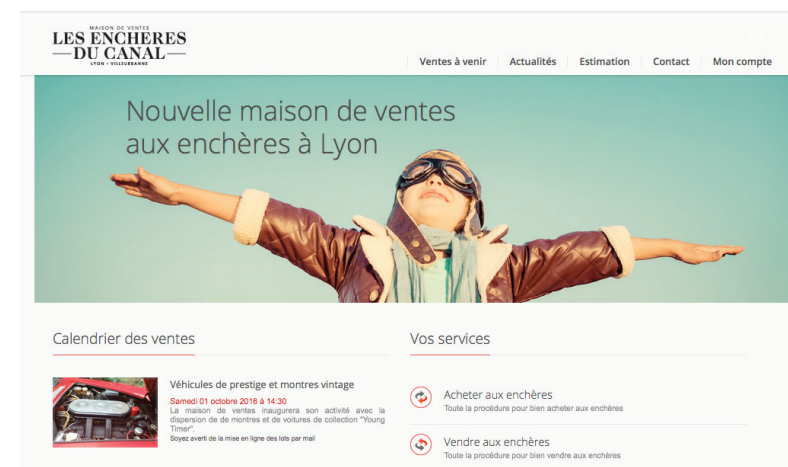 MAISON DE VENTES
LES ENCHERES
DU CANAL
LYON - VILLEURBANNE
Ventes à venir
Actualités
Estimation
Contact
Mon compte
Nouvelle maison de ventes
aux enchères à Lyon
Calendrier des ventes
Véhicules de prestige et montres vintage
Samedi 01 octobre 2016 à 14:30
La maison de ventes inaugurera son activité avec la
dispersion de de montres et de voitures de collection "Young
Timer".
Soyez averti de la mise en ligne des lots par mail
Vos services
Acheter aux enchères
Toute la procédure pour bien acheter aux enchères
Vendre aux enchères
Toute la procédure pour bien vendre aux enchères